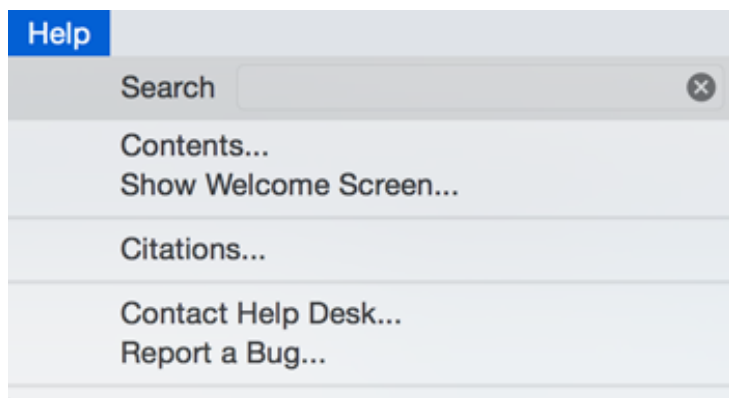 Help
Search
Contents...
Show Welcome Screen...
Citations...
Contact Help Desk...
Report a Bug...